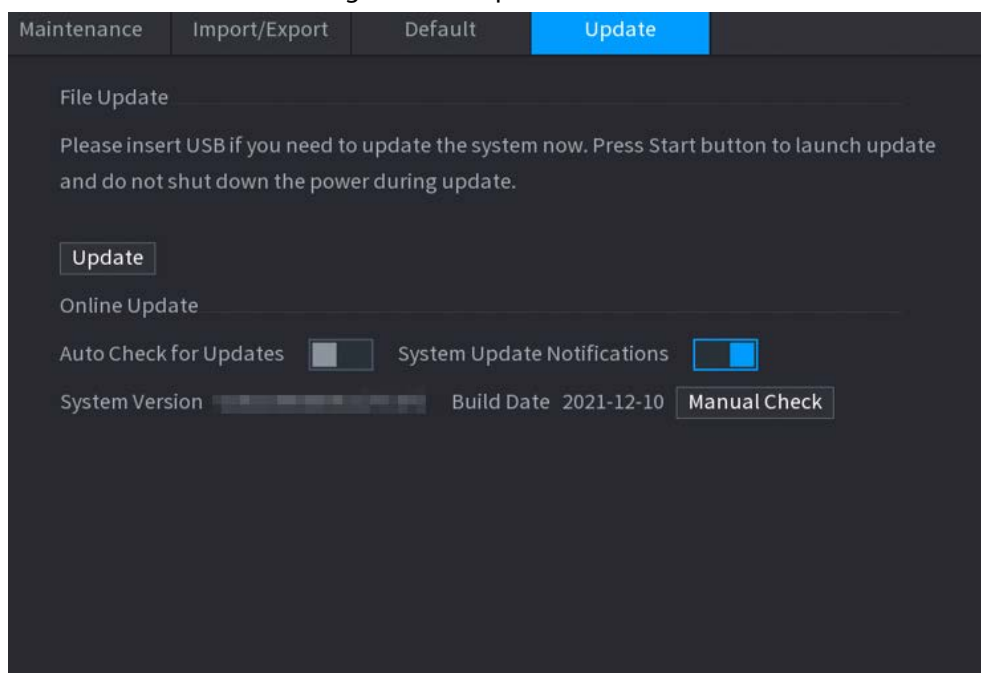 Maintenance Import/Export Default Update
File Update
Please insert USB if you need to update the system now. Press Start button to launch update
and do not shut down the power during update.
Update
Online Update
Auto Check for Updates System Update Notifications
System Version Build Date 2021-12-10 Manual Check